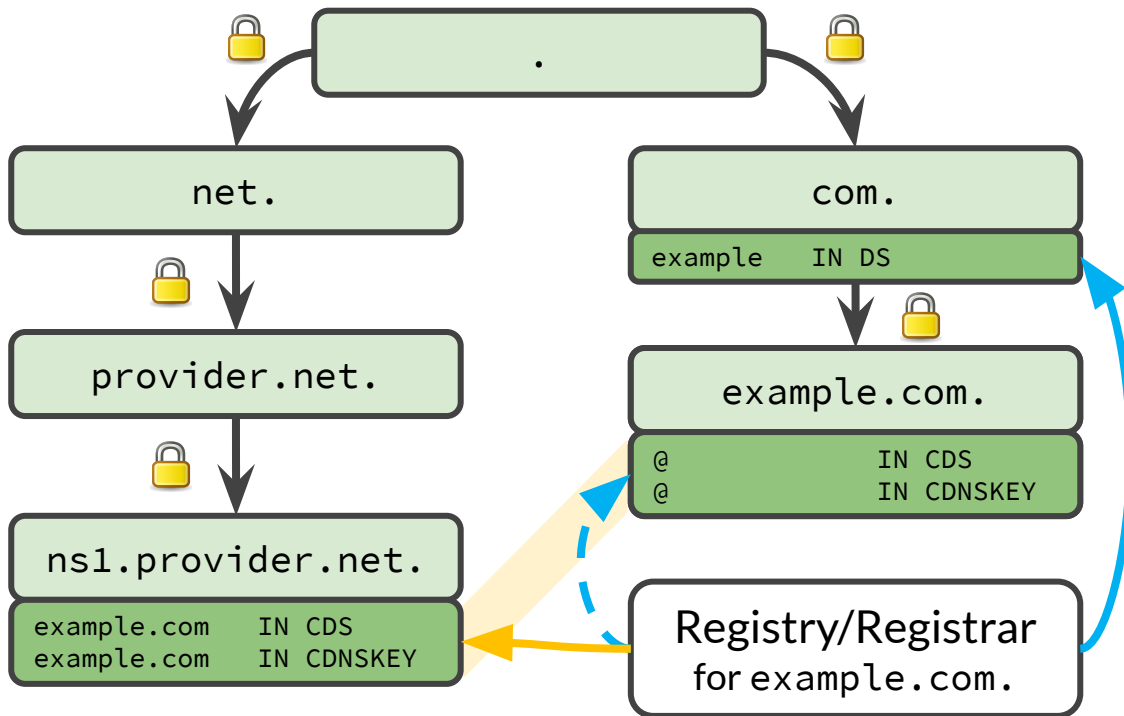 .
net.
com.
example IN DS
provider.net.
example.com.
@ IN CDS
@ IN CDNSKEY
ns1.provider.net.
example.com IN CDS
example.com IN CDNSKEY
Registry/Registrar
for example.com.